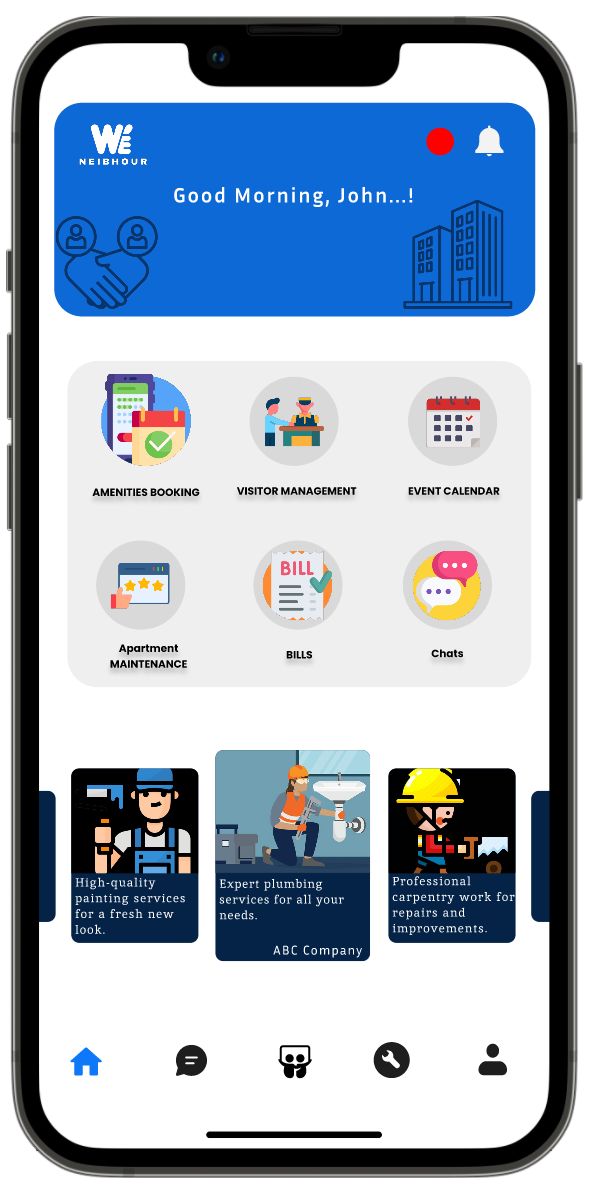 WE
NEIBHOUR
Good Morning, John...!
AMENITIES BOOKING
VISITOR MANAGEMENT
EVENT CALENDAR
BILL
Apartment
MAINTENANCE
BILLS
Chats
High-quality
painting services
for a fresh new
look.
Expert plumbing
services for all your
needs.
ABC Company
Professional
carpentry work for
repairs and
improvements.